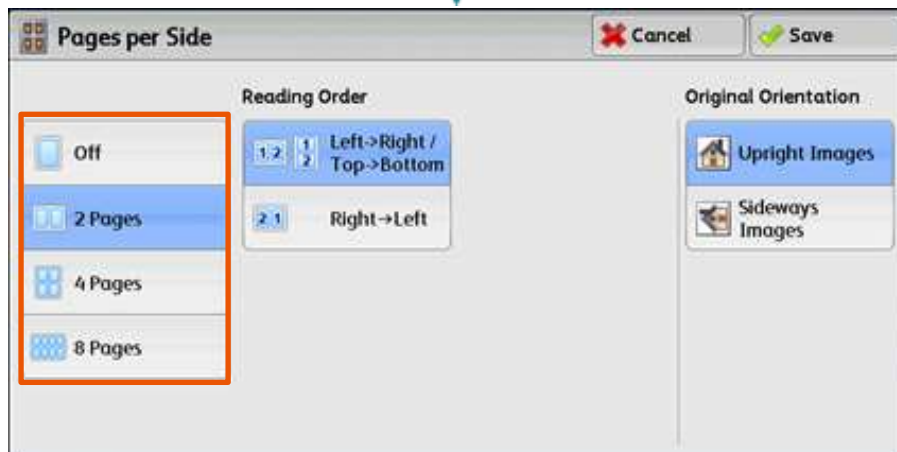 Pages per Side
Cancel
Save
Off
2 Pages
4 Pages
8 Pages
Reading Order
1 2
1
2
Left->Right /
Top->Bottom
2 1
Right→Left
Original Orientation
Upright Images
Sideways
Images